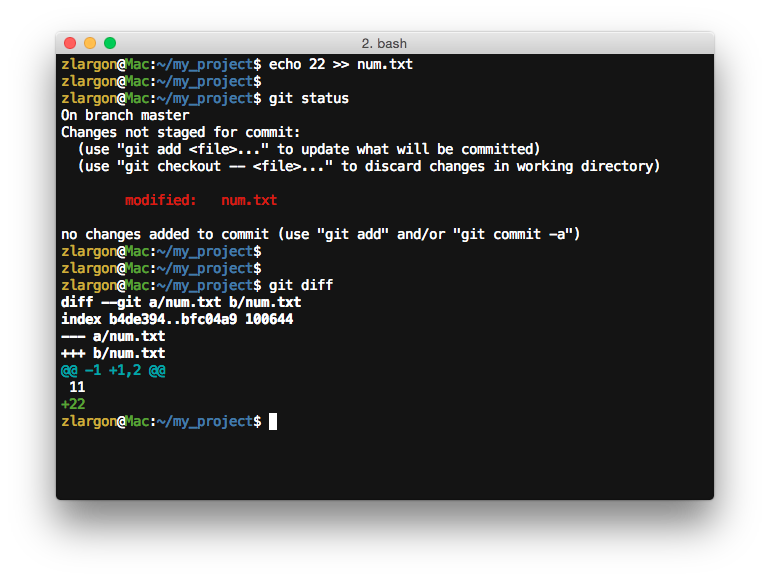 2. bash
zlargon@Mac:~/my_project$ echo 22 >> num.txt
zlargon@Mac:~/my_project$
zlargon@Mac:~/my_project$ git status
On branch master
Changes not staged for commit:
  (use "git add <file>..." to update what will be committed)
  (use "git checkout -- <file>..." to discard changes in working directory)

        modified:   num.txt

no changes added to commit (use "git add" and/or "git commit -a")
zlargon@Mac:~/my_project$
zlargon@Mac:~/my_project$
zlargon@Mac:~/my_project$ git diff
diff --git a/num.txt b/num.txt
index b4de394..bfc04a9 100644
--- a/num.txt
+++ b/num.txt
@@ -1 +1,2 @@
 11
+22
zlargon@Mac:~/my_project$